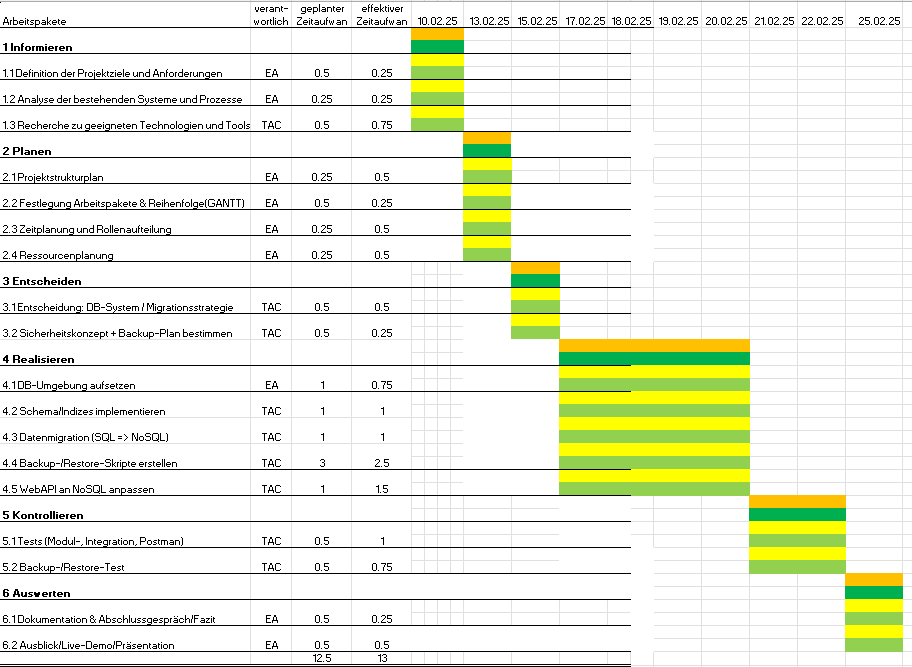 verant- geplanter effektiver
Arbeitspakete wortlich Zeitaufwan Zeitaufwan 10.02.25 13.02.25 15.02.25 17.02.25 18.02.25 19.02.25 20.02.25 21.02.25 22.02.25 25.02.25
1 Informieren
1.1 Definition der Projektziele und Anforderungen EA 0.5 0.25
1.2 Analyse der bestehenden Systeme und Prozesse EA 0.25 0.25
1.3 Recherche zu geeigneten Technologien und Tools TAC 0.5 0.75
2 Planen
2.1 Projektstrukturplan EA 0.25 0.5
2.2 Festlegung Arbeitspakete & Reihenfolge(GANTT) EA 0.5 0.25
2.3 Zeitplanung und Rollenaufteilung EA 0.25 0.5
2.4 Ressourcenplanung EA 0.25 0.5
3 Entscheiden
3.1 Entscheidung: DB-System / Migrationsstrategie TAC 0.5 0.5
3.2 Sicherheitskonzept + Backup-Plan bestimmen TAC 0.5 0.25
4 Realisieren
4.1 DB-Umgebung aufsetzen EA 1 0.75
4.2 Schema/Indizes implementieren TAC 1 1
4.3 Datenmigration (SQL => NoSQL) TAC 1 1
4.4 Backup-/Restore-Skripte erstellen TAC 3 2.5
4.5 WebAPI an NoSQL anpassen TAC 1 1.5
5 Kontrollieren
5.1 Tests (Modul-, Integration, Postman) TAC 0.5 1
5.2 Backup-/Restore-Test TAC 0.5 0.75
6 Auswerten
6.1 Dokumentation & Abschlussgespräch/Fazit EA 0.5 0.25
6.2 Ausblick/Live-Demo/Präsentation EA 0.5 0.5
12.5 13